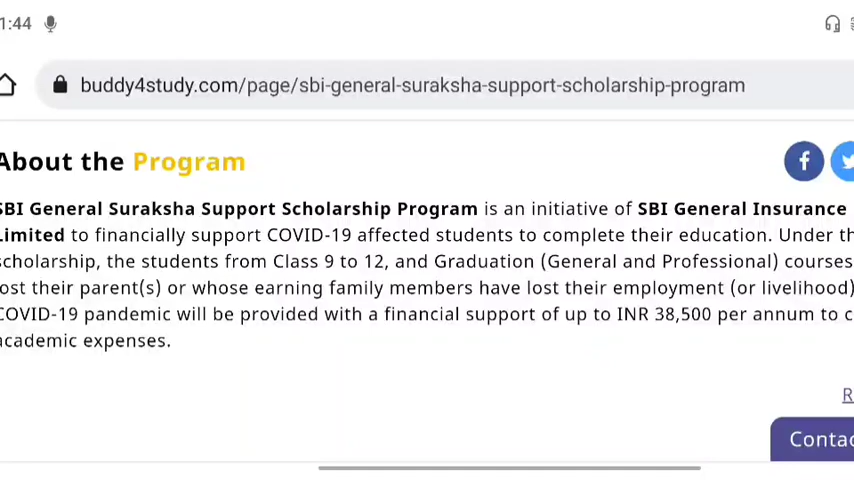 1:44
buddy4study.com/page/sbi-general-suraksha-support-scholarship-program
About the Program
SBI General Suraksha Support Scholarship Program is an initiative of SBI General Insurance
Limited to financially support COVID-19 affected students to complete their education. Under th
scholarship, the students from Class 9 to 12, and Graduation (General and Professional) courses
lost their parent(s) or whose earning family members have lost their employment (or livelihood)
COVID-19 pandemic will be provided with a financial support of up to INR 38,500 per annum to c
academic expenses.
R
Contac